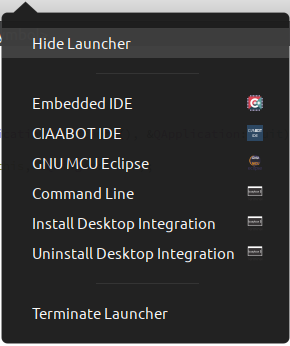 Hide Launcher
Embedded IDE
CIAABOT IDE
GNU MCU Eclipse
Command Line
Install Desktop Integration
Uninstall Desktop Integration
Terminate Launcher